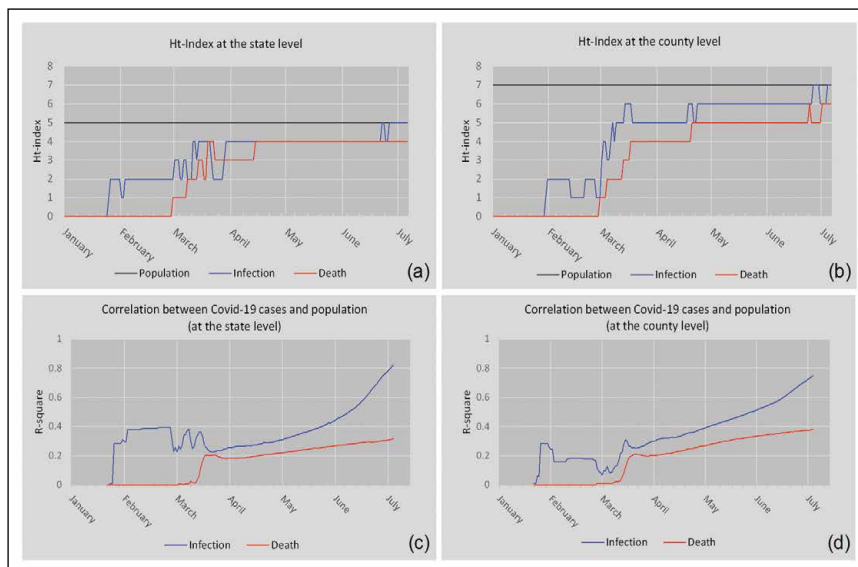 Ht-Index at the state level
8
7
6
5
4
3
2
1
0
Ht-index
January
February
March
April
May
June
July
Population
Infection
Death
(a)
Ht-Index at the county level
8
7
6
5
4
3
2
1
0
Ht-index
January
February
March
April
May
June
July
Population
Infection
Death
(b)
Correlation between Covid-19 cases and population
(at the state level)
1
0.8
0.6
0.4
0.2
0
R-square
January
February
March
April
May
June
July
Infection
Death
(c)
Correlation between Covid-19 cases and population
(at the county level)
1
0.8
0.6
0.4
0.2
0
R-square
January
February
March
April
May
June
July
Infection
Death
(d)